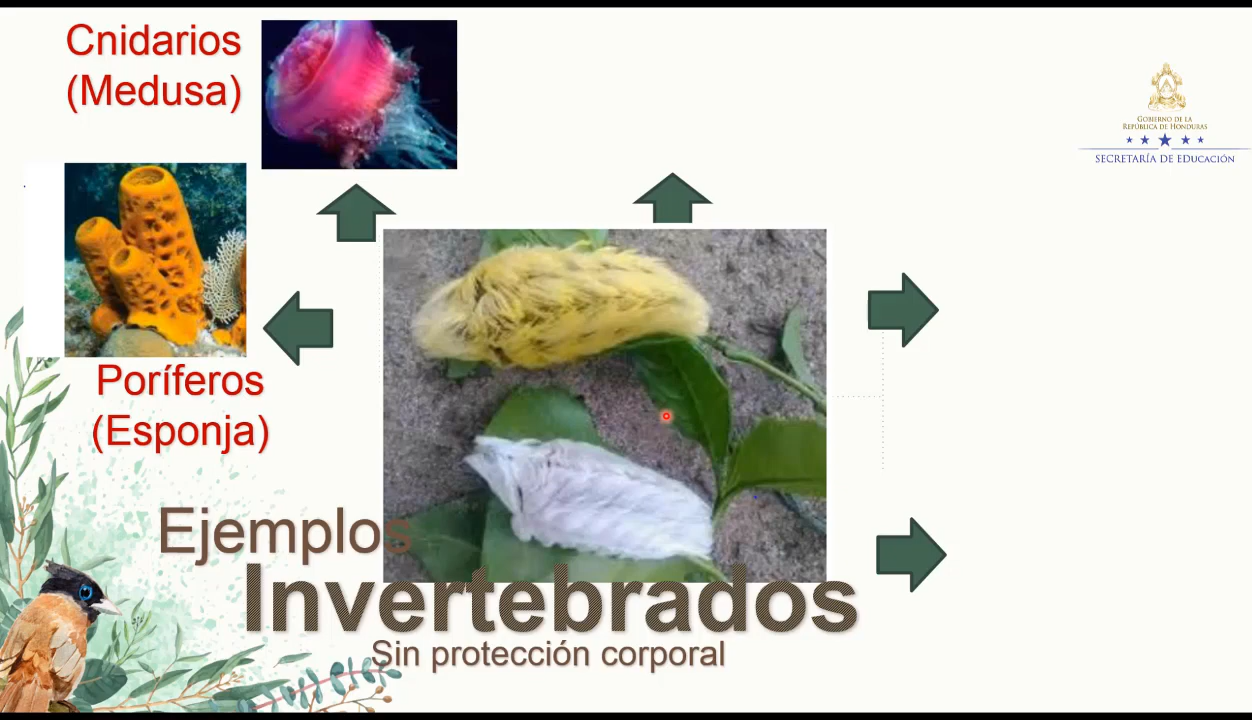 Cnidarios
(Medusa)
GOBIERNO DE LA
REPÚBLICA DE HONDURAS
SECRETARÍA DE EDUCACIÓN
Poríferos
(Esponja)
Ejemplos
Invertebrados
Sin protección corporal